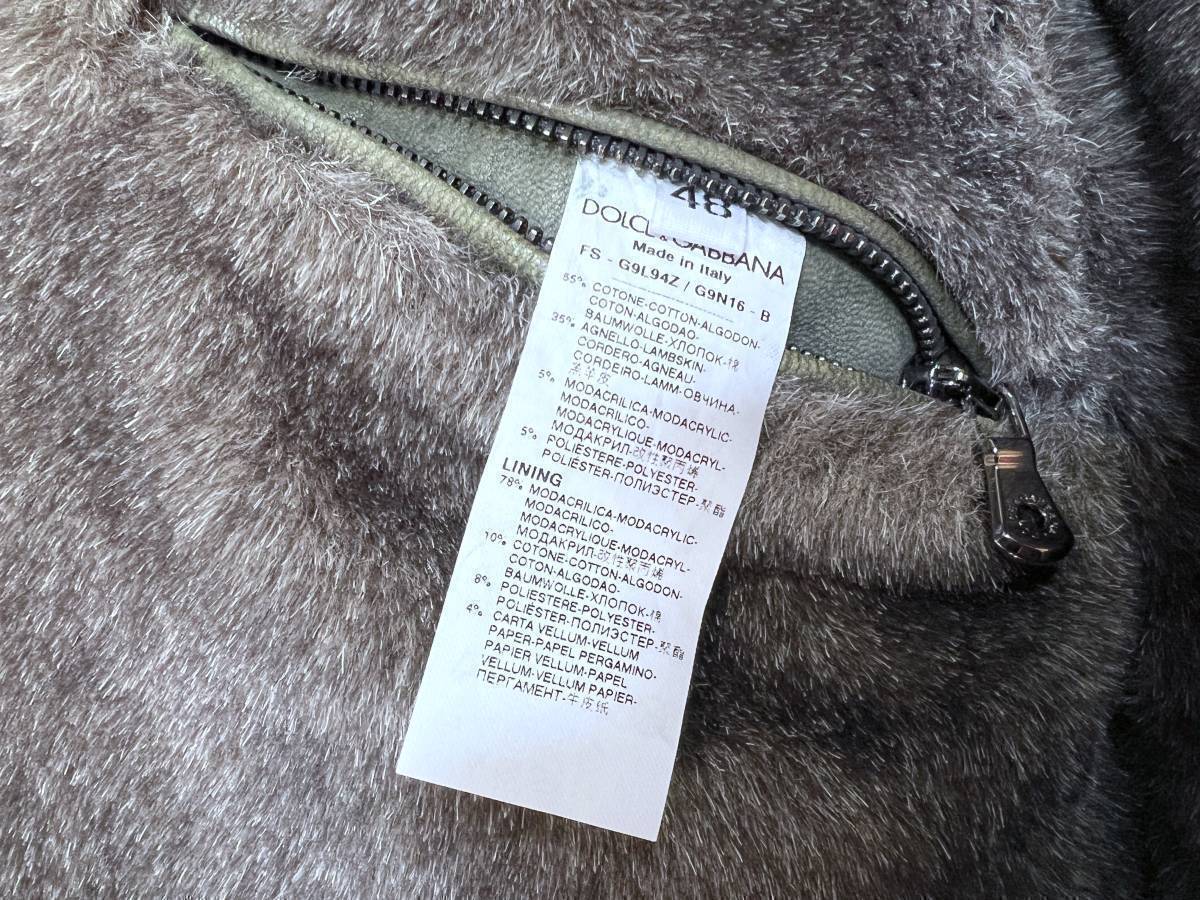 48
DOLCE & GABBANA
Made in Italy
FS - G9L94Z / G9N16 - B
55% COTONE-COTTON-ALGODON-
COTON-ALGODAO-
BAUMWOLLE-ХЛОПОК-棉
35% AGNELLO-LAMBSKIN-
CORDERO-AGNEAU-
CORDEIRO-LAMM-ОВЧИНА-
羔羊皮
5% MODACRILICA-MODACRYLIC-
MODACRILICO-
MODACRYLIQUE-MODACRYL-
МОДАКРИЛ-改性聚丙烯
5% POLIESTERE-POLYESTER-
POLIÉSTER-ПОЛИЭСТЕР-聚酯
LINING
78% MODACRILICA-MODACRYLIC-
MODACRILICO-
MODACRYLIQUE-MODACRYL-
МОДАКРИЛ-改性聚丙烯
10% COTONE-COTTON-ALGODON-
COTON-ALGODAO-
BAUMWOLLE-ХЛОПОК-棉
8% POLIESTERE-POLYESTER-
POLIÉSTER-ПОЛИЭСТЕР-聚酯
4% CARTA VELLUM-VELLUM
PAPER-PAPEL PERGAMINO-
PAPIER VELLUM-PAPEL
VELLUM-VELLUM PAPIER-
ПЕРГАМЕНТ-牛皮纸